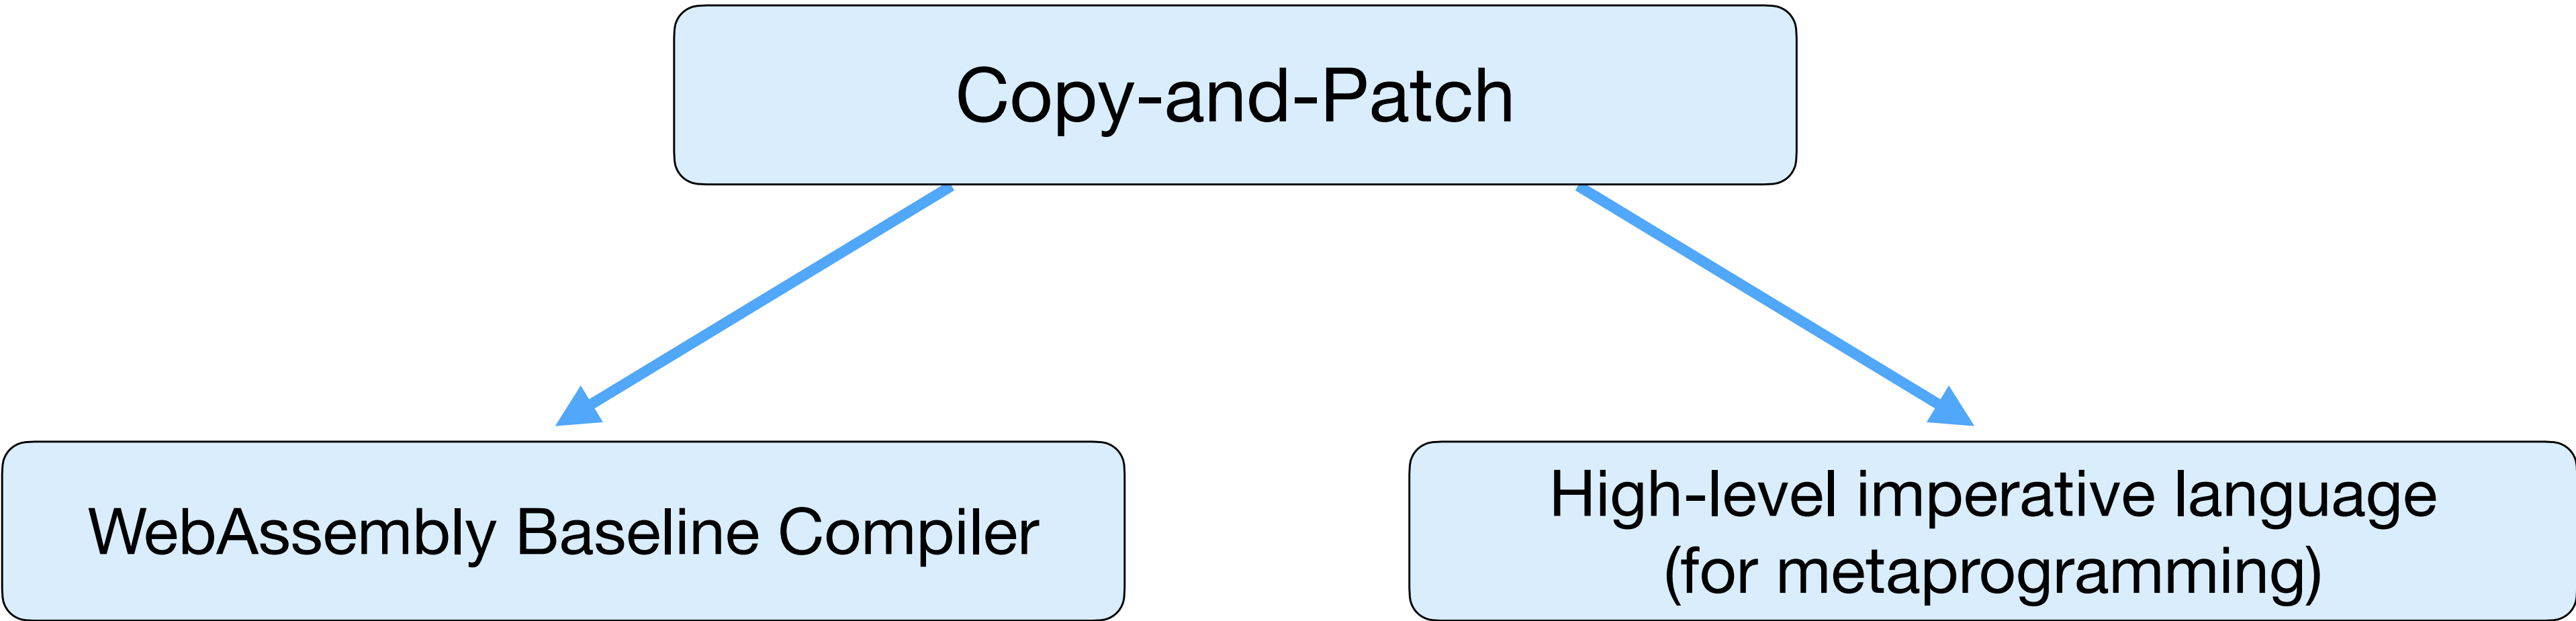 Copy-and-Patch
WebAssembly Baseline Compiler
High-level imperative language
(for metaprogramming)